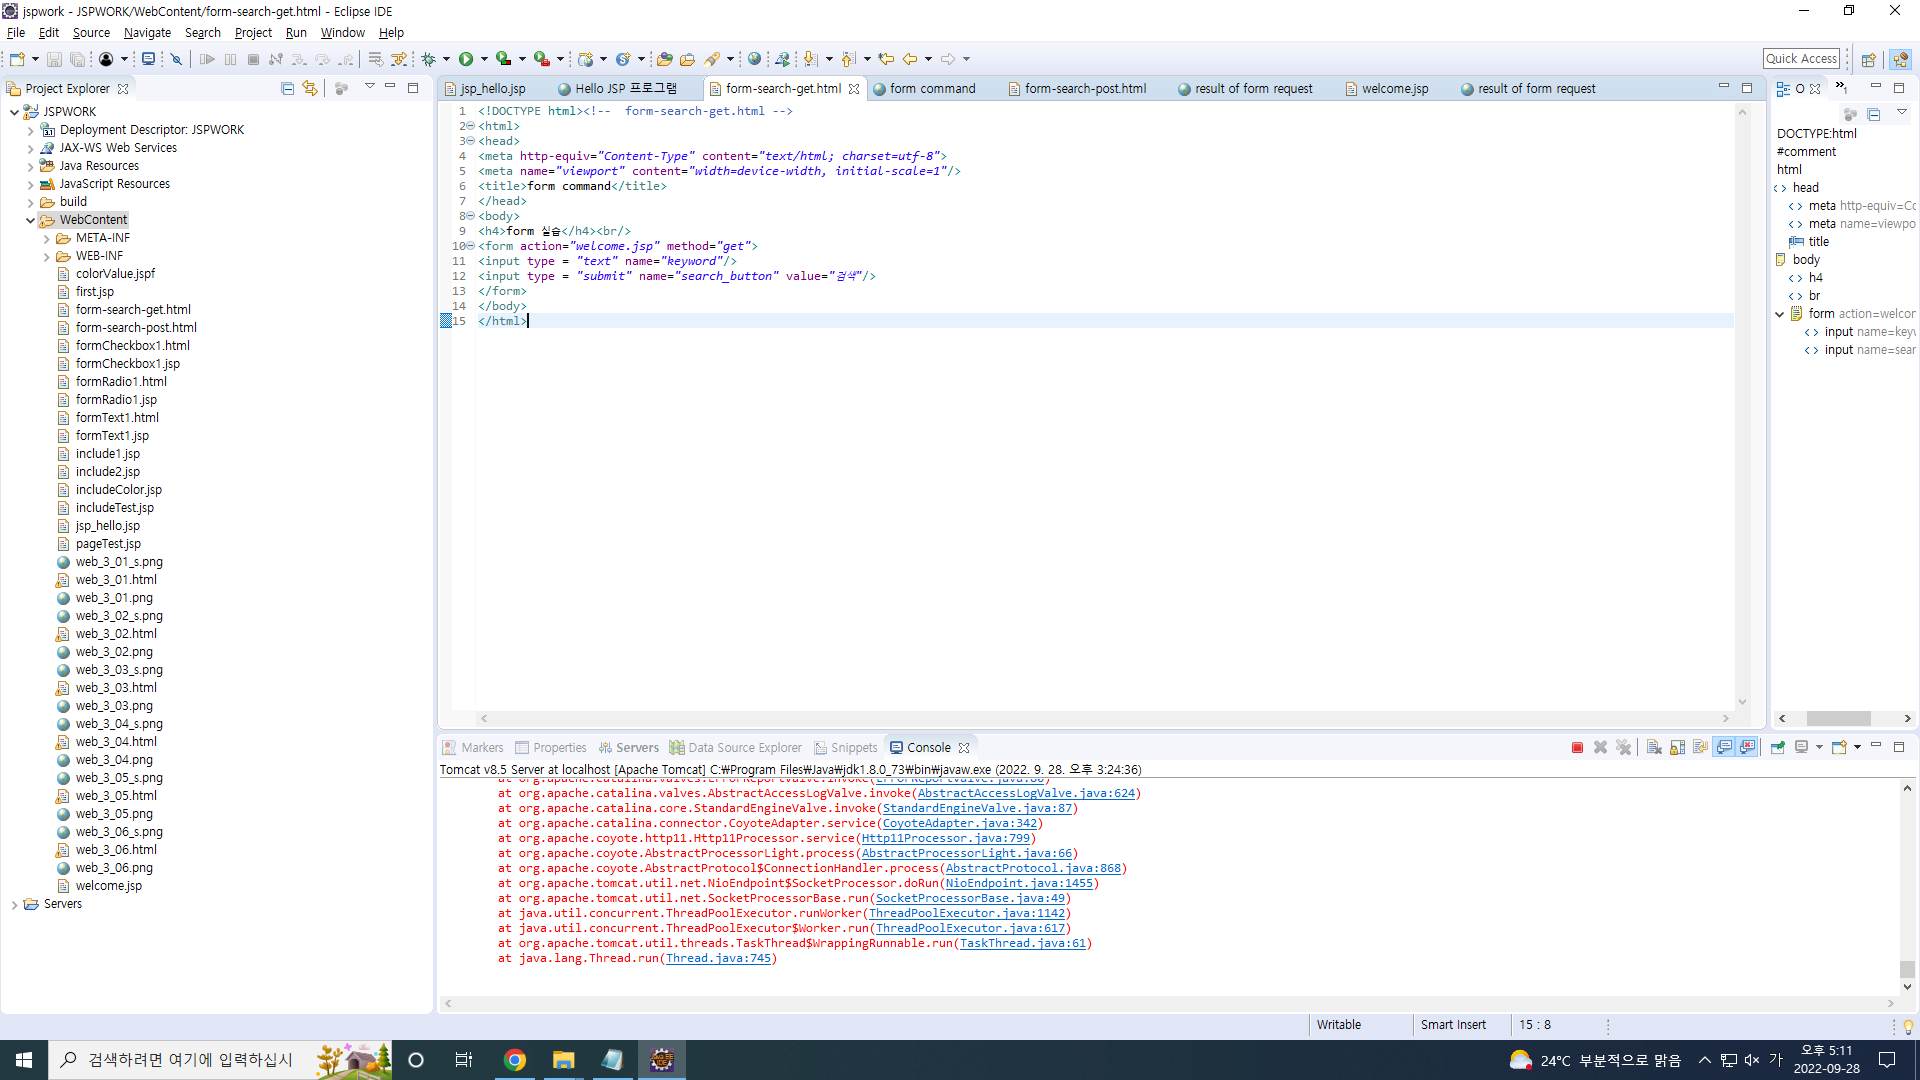 jspwork - JSPWORK/WebContent/form-search-get.html - Eclipse IDE
File Edit Source Navigate Search Project Run Window Help
Quick Access
Project Explorer
JSPWORK
Deployment Descriptor: JSPWORK
JAX-WS Web Services
Java Resources
JavaScript Resources
build
WebContent
META-INF
WEB-INF
colorValue.jspf
first.jsp
form-search-get.html
form-search-post.html
formCheckbox1.html
formCheckbox1.jsp
formRadio1.html
formRadio1.jsp
formText1.html
formText1.jsp
include1.jsp
include2.jsp
includeColor.jsp
includeTest.jsp
jsp_hello.jsp
pageTest.jsp
web_3_01_s.png
web_3_01.html
web_3_01.png
web_3_02_s.png
web_3_02.html
web_3_02.png
web_3_03_s.png
web_3_03.html
web_3_03.png
web_3_04_s.png
web_3_04.html
web_3_04.png
web_3_05_s.png
web_3_05.html
web_3_05.png
web_3_06_s.png
web_3_06.html
web_3_06.png
welcome.jsp
Servers
jsp_hello.jsp Hello JSP 프로그램 form-search-get.html form command form-search-post.html result of form request welcome.jsp result of form request
1 <!DOCTYPE html><!--  form-search-get.html -->
2 <html>
3 <head>
4 <meta http-equiv="Content-Type" content="text/html; charset=utf-8">
5 <meta name="viewport" content="width=device-width, initial-scale=1"/>
6 <title>form command</title>
7 </head>
8 <body>
9 <h4>form 실습</h4><br/>
10 <form action="welcome.jsp" method="get">
11 <input type = "text" name="keyword"/>
12 <input type = "submit" name="search_button" value="검색"/>
13 </form>
14 </body>
15 </html>
O
DOCTYPE:html
#comment
html
head
meta http-equiv=Co
meta name=viewpo
title
body
h4
br
form action=welcor
input name=keyw
input name=sear
Markers Properties Servers Data Source Explorer Snippets Console
Tomcat v8.5 Server at localhost [Apache Tomcat] C:₩Program Files₩Java₩jdk1.8.0_73₩bin₩javaw.exe (2022. 9. 28. 오후 3:24:36)
at org.apache.catalina.valves.ErrorReportValve.invoke(ErrorReportValve.java:
at org.apache.catalina.valves.AbstractAccessLogValve.invoke(AbstractAccessLogValve.java:624)
at org.apache.catalina.core.StandardEngineValve.invoke(StandardEngineValve.java:87)
at org.apache.catalina.connector.CoyoteAdapter.service(CoyoteAdapter.java:342)
at org.apache.coyote.http11.Http11Processor.service(Http11Processor.java:799)
at org.apache.coyote.AbstractProcessorLight.process(AbstractProcessorLight.java:66)
at org.apache.coyote.AbstractProtocol$ConnectionHandler.process(AbstractProtocol.java:868)
at org.apache.tomcat.util.net.NioEndpoint$SocketProcessor.doRun(NioEndpoint.java:1455)
at org.apache.tomcat.util.net.SocketProcessorBase.run(SocketProcessorBase.java:49)
at java.util.concurrent.ThreadPoolExecutor.runWorker(ThreadPoolExecutor.java:1142)
at java.util.concurrent.ThreadPoolExecutor$Worker.run(ThreadPoolExecutor.java:617)
at org.apache.tomcat.util.threads.TaskThread$WrappingRunnable.run(TaskThread.java:61)
at java.lang.Thread.run(Thread.java:745)
Writable Smart Insert 15 : 8
검색하려면 여기에 입력하십시
24°C 부분적으로 맑음 가 오후 5:11
2022-09-28